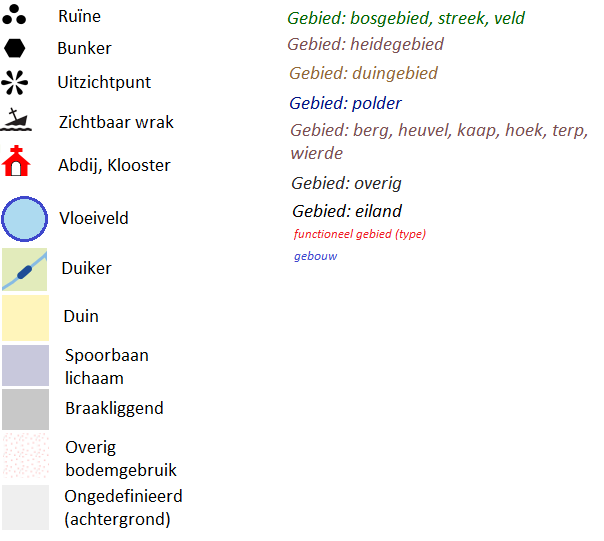 Ruïne
Bunker
Uitzichtpunt
Zichtbaar wrak
Abdij, Klooster
Vloeiveld
Duiker
Duin
Spoorbaan
lichaam
Braakliggend
Overig
bodemgebruik
Ongedefinieerd
(achtergrond)
Gebied: bosgebied, streek, veld
Gebied: heidegebied
Gebied: duingebied
Gebied: polder
Gebied: berg, heuvel, kaap, hoek, terp,
wierde
Gebied: overig
Gebied: eiland
functioneel gebied (type)
gebouw